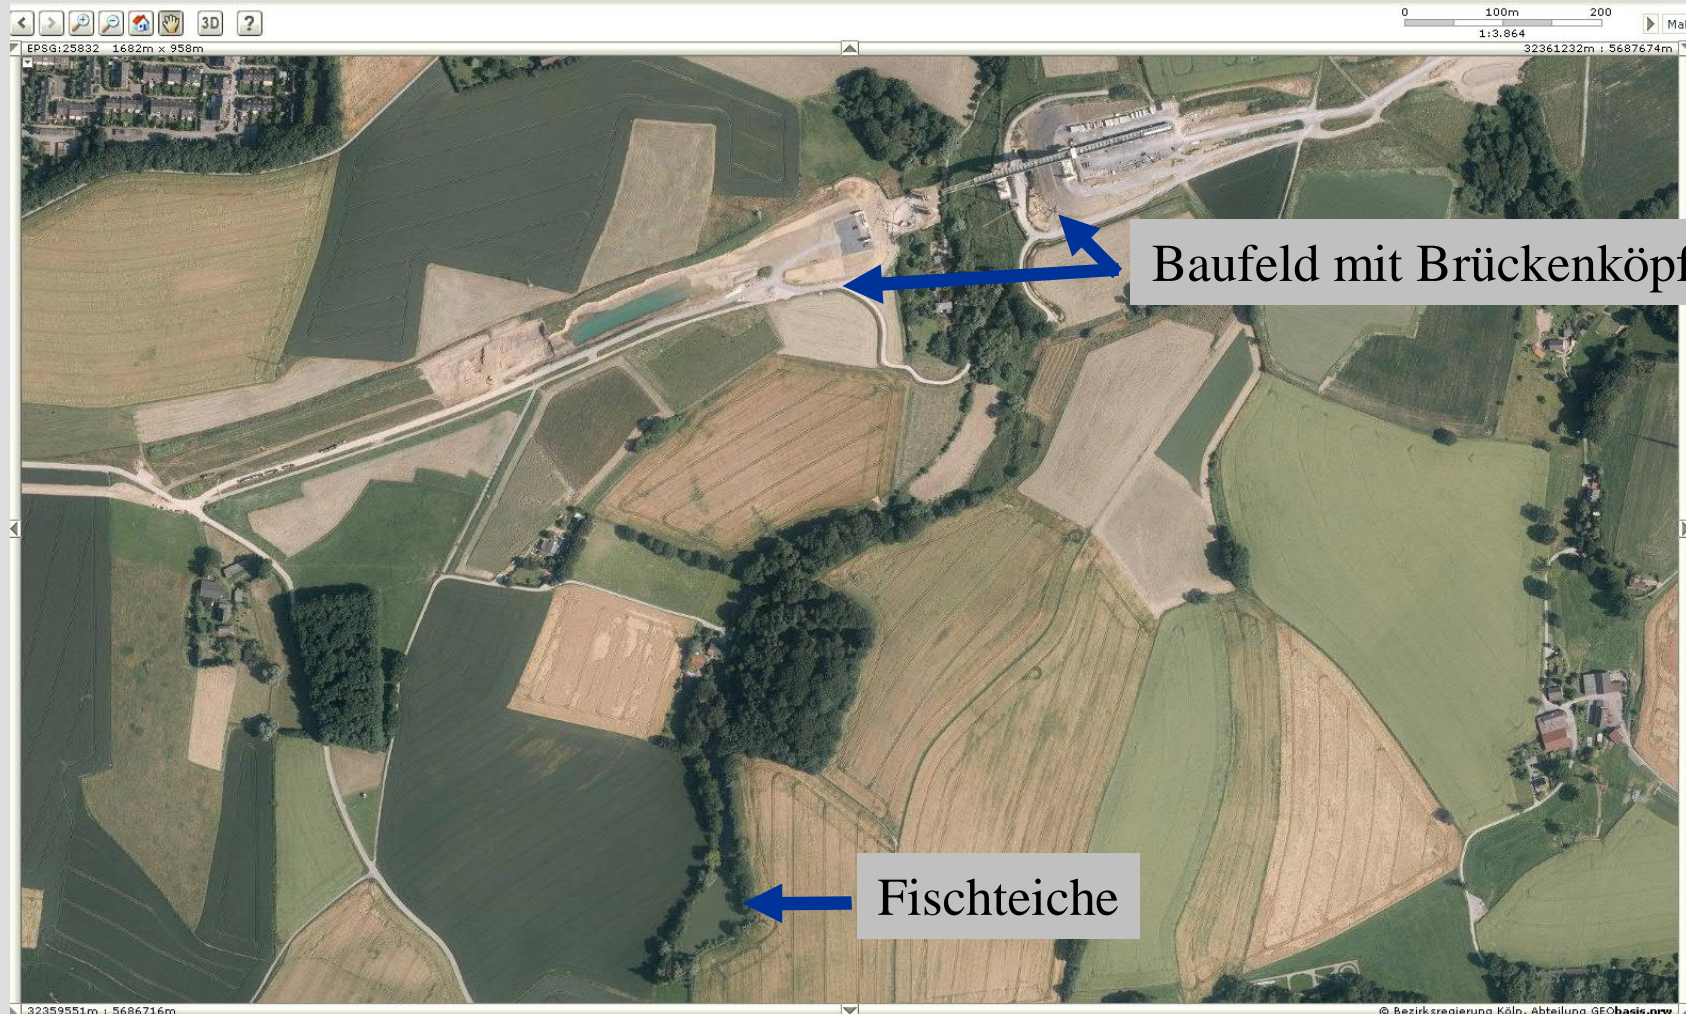 3D
?
0 100m 200
1:3.864
EPSG:25832 1682m x 958m
32361232m : 5687674m
Baufeld mit Brückenköpf
Fischteiche
32359551m : 5686716m
© Bezirksregierung Köln, Abteilung GEObasis.nrw